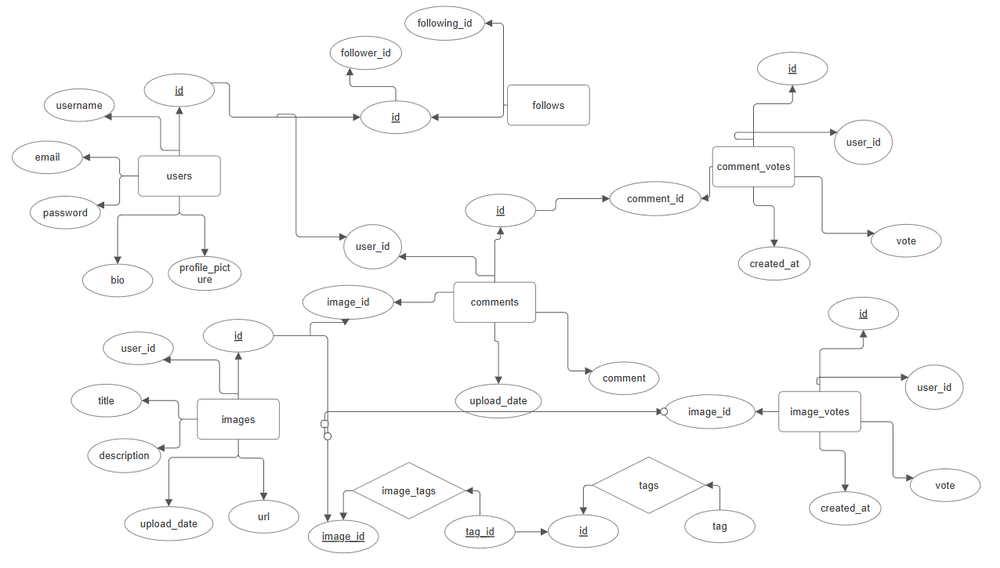 following_id
follower_id
id
id
username
follows
id
user_id
email
users
comment_votes
comment_id
id
password
vote
user_id
created_at
profile_pict
ure
bio
image_id
comments
id
id
user_id
comment
user_id
title
upload_date
image_id
image_votes
images
description
vote
image_tags
tags
created_at
url
upload_date
tag
image_id
tag_id
id